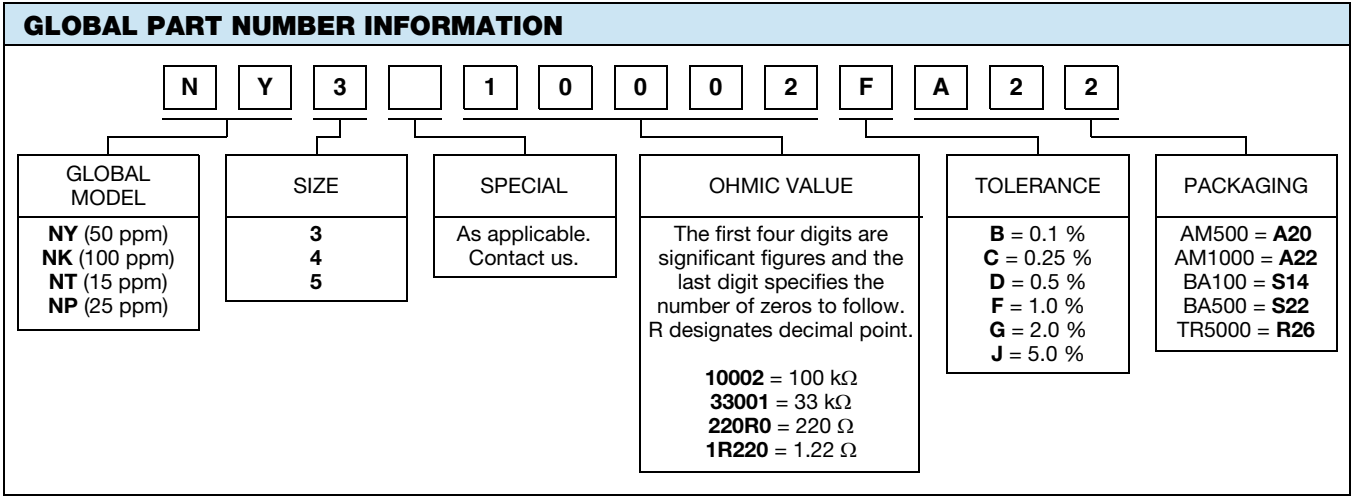 GLOBAL PART NUMBER INFORMATION
N Y 3 1 0 0 0 2 F A 2 2
GLOBAL
MODEL
NY (50 ppm)
NK (100 ppm)
NT (15 ppm)
NP (25 ppm)
SIZE
3
4
5
SPECIAL
As applicable.
Contact us.
OHMIC VALUE
The first four digits are
significant figures and the
last digit specifies the
number of zeros to follow.
R designates decimal point.
10002 = 100 kΩ
33001 = 33 kΩ
220R0 = 220 Ω
1R220 = 1.22 Ω
TOLERANCE
B = 0.1 %
C = 0.25 %
D = 0.5 %
F = 1.0 %
G = 2.0 %
J = 5.0 %
PACKAGING
AM500 = A20
AM1000 = A22
BA100 = S14
BA500 = S22
TR5000 = R26